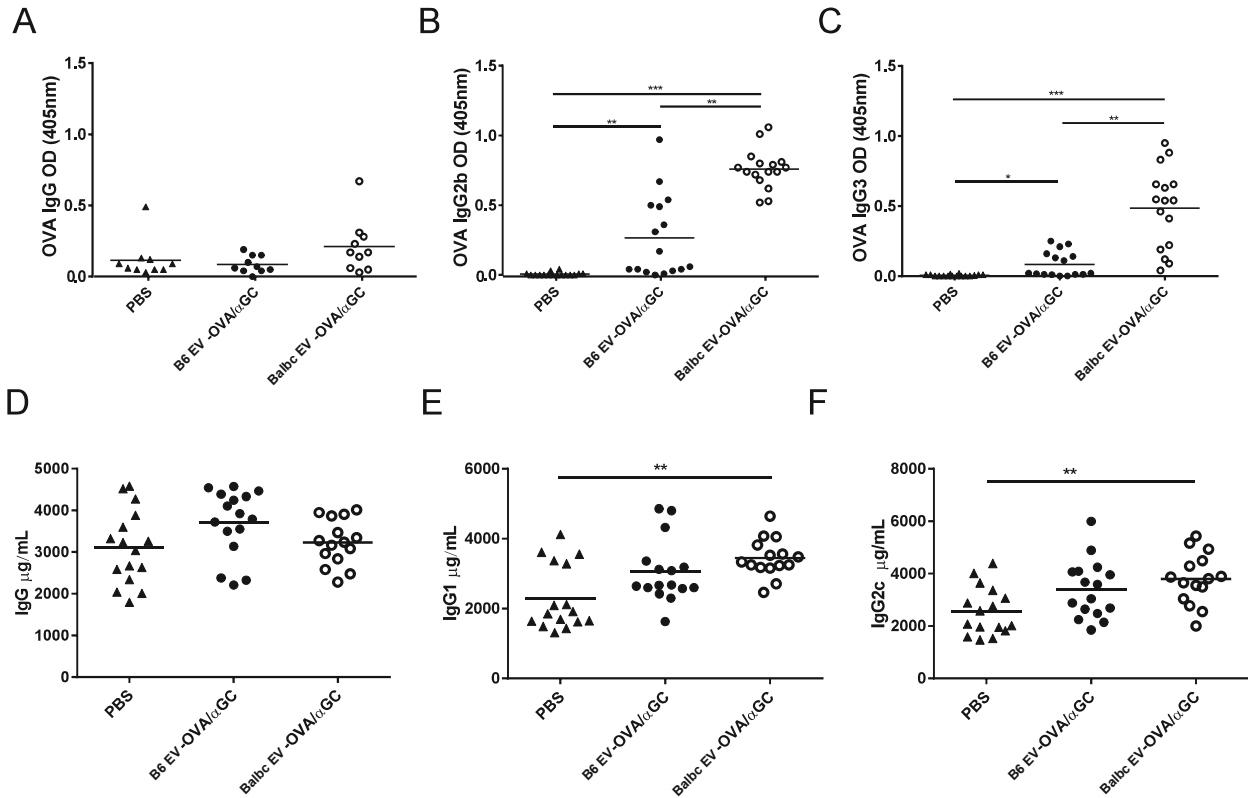 A
B
C
OVA IgG OD (405nm)
1.5
1.0
0.5
0.0
PBS
B6 EV -OVA/αGC
Balbc EV -OVA/αGC
OVA IgG2b OD (405nm)
1.5
1.0
0.5
0.0
***
**
**
PBS
B6 EV -OVA/αGC
Balbc EV -OVA/αGC
OVA IgG3 OD (405nm)
1.5
1.0
0.5
0.0
***
**
*
PBS
B6 EV -OVA/αGC
Balbc EV -OVA/αGC
D
E
F
IgG µg/mL
5000
4000
3000
2000
1000
0
PBS
B6 EV -OVA/αGC
Balbc EV -OVA/αGC
IgG1 µg/mL
6000
4000
2000
0
**
PBS
B6 EV -OVA/αGC
Balbc EV -OVA/αGC
IgG2c µg/mL
8000
6000
4000
2000
0
**
PBS
B6 EV -OVA/αGC
Balbc EV -OVA/αGC